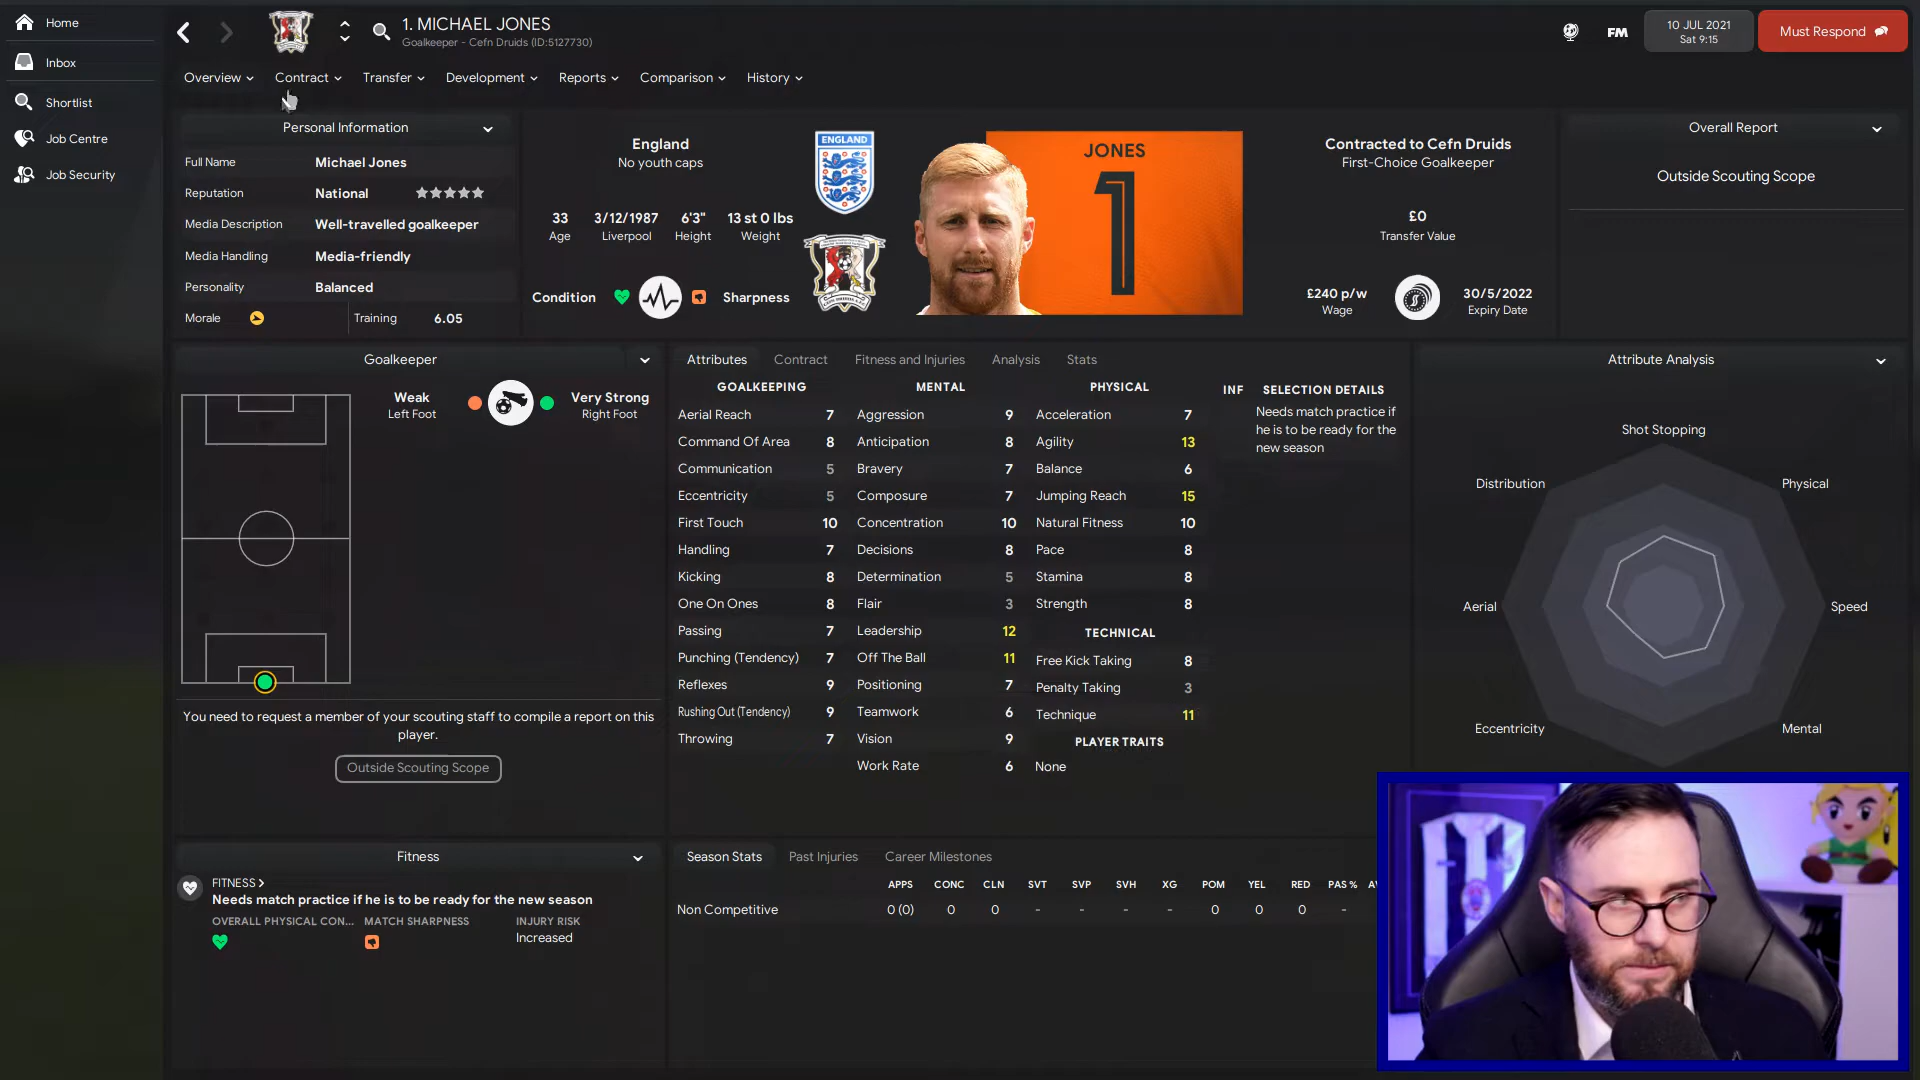 Home
Inbox
Shortlist
Job Centre
Job Security
1. MICHAEL JONES
Goalkeeper - Cefn Druids (ID:5127730)
FM
10 JUL 2021
Sat 9:15
Must Respond
Overview
Contract
Transfer
Development
Reports
Comparison
History
Personal Information
Full Name Michael Jones
Reputation National
Media Description Well-travelled goalkeeper
Media Handling Media-friendly
Personality Balanced
Morale
Training 6.05
England
No youth caps
33
Age
3/12/1987
Liverpool
6'3"
Height
13 st 0 lbs
Weight
Condition
Sharpness
ENGLAND
JONES
1
Contracted to Cefn Druids
First-Choice Goalkeeper
£0
Transfer Value
£240 p/w
Wage
30/5/2022
Expiry Date
Overall Report
Outside Scouting Scope
Goalkeeper
Weak
Left Foot
Very Strong
Right Foot
You need to request a member of your scouting staff to compile a report on this
player.
Outside Scouting Scope
Attributes
Contract
Fitness and Injuries
Analysis
Stats
GOALKEEPING
Aerial Reach 7
Command Of Area 8
Communication 5
Eccentricity 5
First Touch 10
Handling 7
Kicking 8
One On Ones 8
Passing 7
Punching (Tendency) 7
Reflexes 9
Rushing Out (Tendency) 9
Throwing 7
MENTAL
Aggression 9
Anticipation 8
Bravery 7
Composure 7
Concentration 10
Decisions 8
Determination 5
Flair 3
Leadership 12
Off The Ball 11
Positioning 7
Teamwork 6
Vision 9
Work Rate 6
PHYSICAL
Acceleration 7
Agility 13
Balance 6
Jumping Reach 15
Natural Fitness 10
Pace 8
Stamina 8
Strength 8
TECHNICAL
Free Kick Taking 8
Penalty Taking 3
Technique 11
PLAYER TRAITS
None
INF
SELECTION DETAILS
Needs match practice if
he is to be ready for the
new season
Attribute Analysis
Shot Stopping
Physical
Speed
Mental
Eccentricity
Aerial
Distribution
Fitness
FITNESS >
Needs match practice if he is to be ready for the new season
OVERALL PHYSICAL CON...
MATCH SHARPNESS
INJURY RISK
Increased
Season Stats
Past Injuries
Career Milestones
APPS CONC CLN SVT SVP SVH XG POM YEL RED PAS %
Non Competitive 0 (0) 0 0 - - - - 0 0 0 -